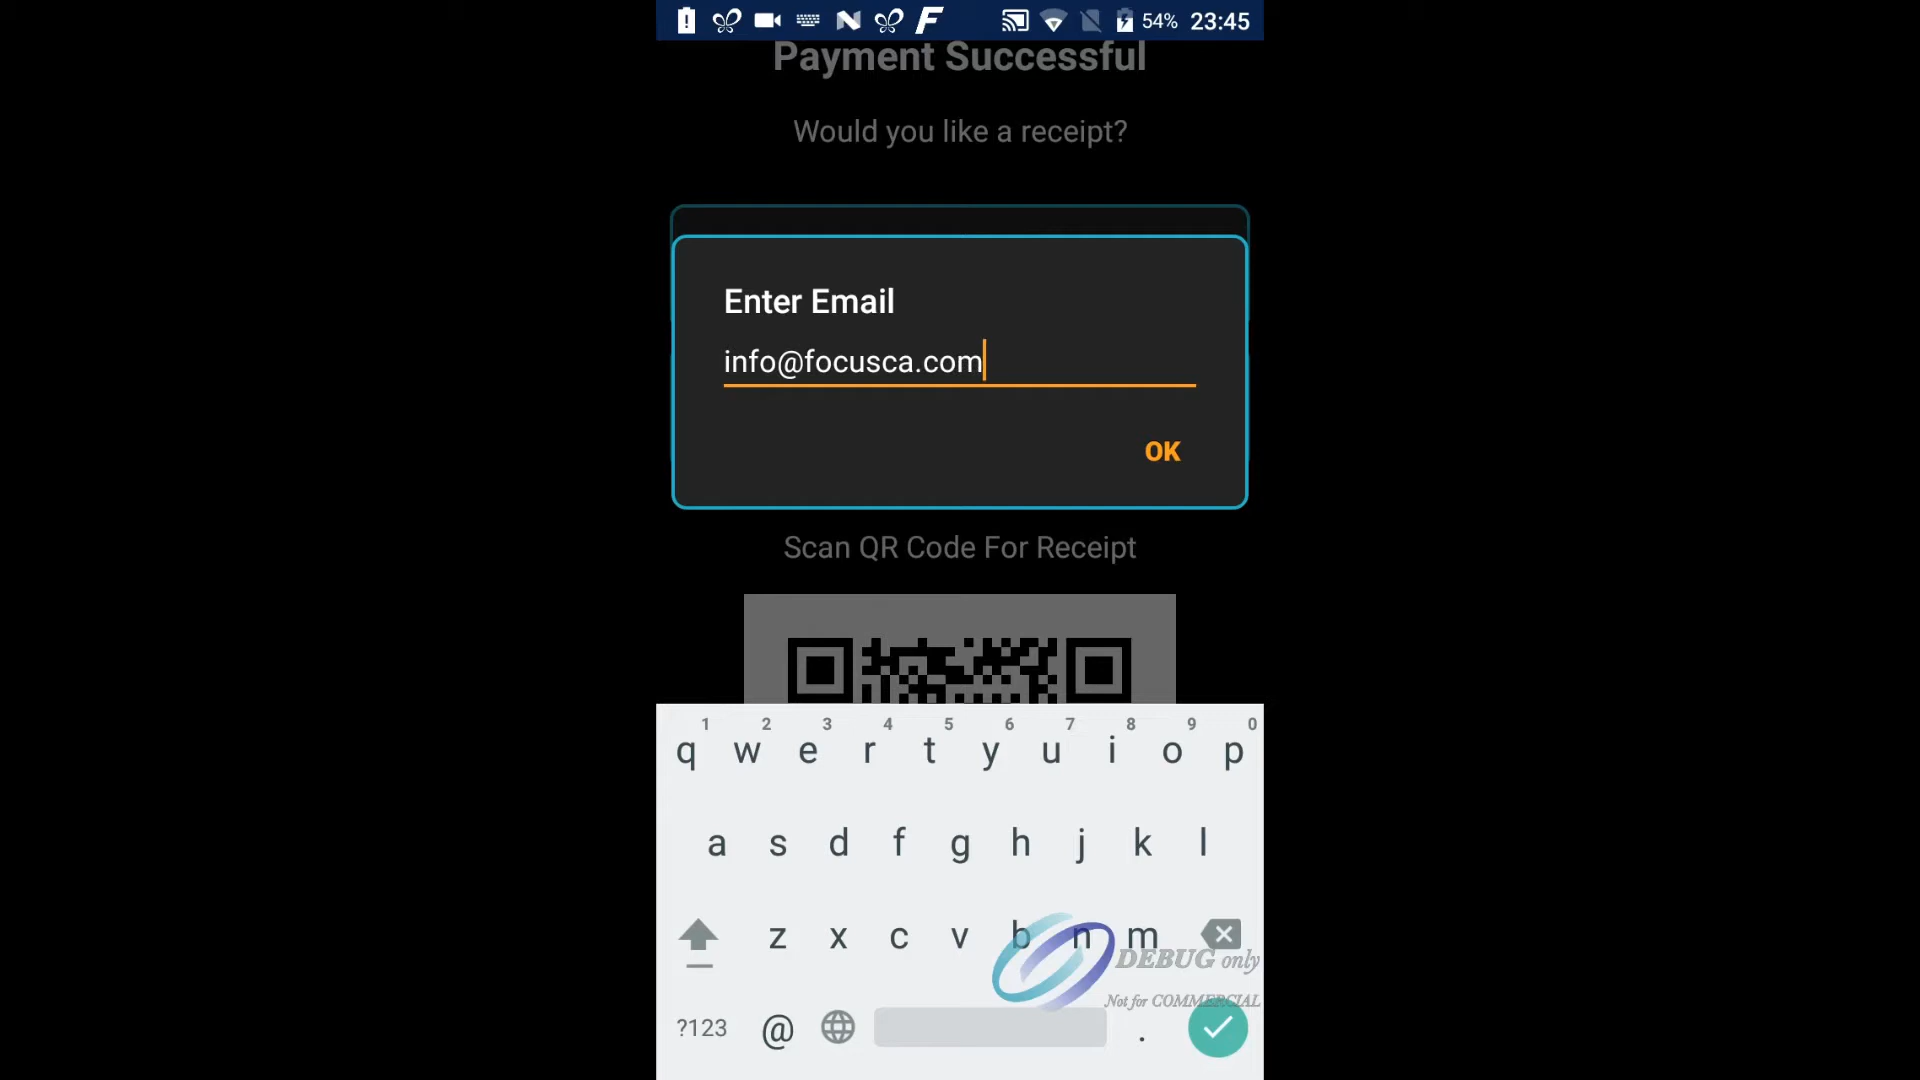 54% 23:45
Payment Successful
Would you like a receipt?
Enter Email
info@focusca.com
OK
Scan QR Code For Receipt
1 2 3 4 5 6 7 8 9 0
q w e r t y u i o p
a s d f g h j k l
z x c v b n m
DEBUG only
Not for COMMERCIAL
?123 @ .